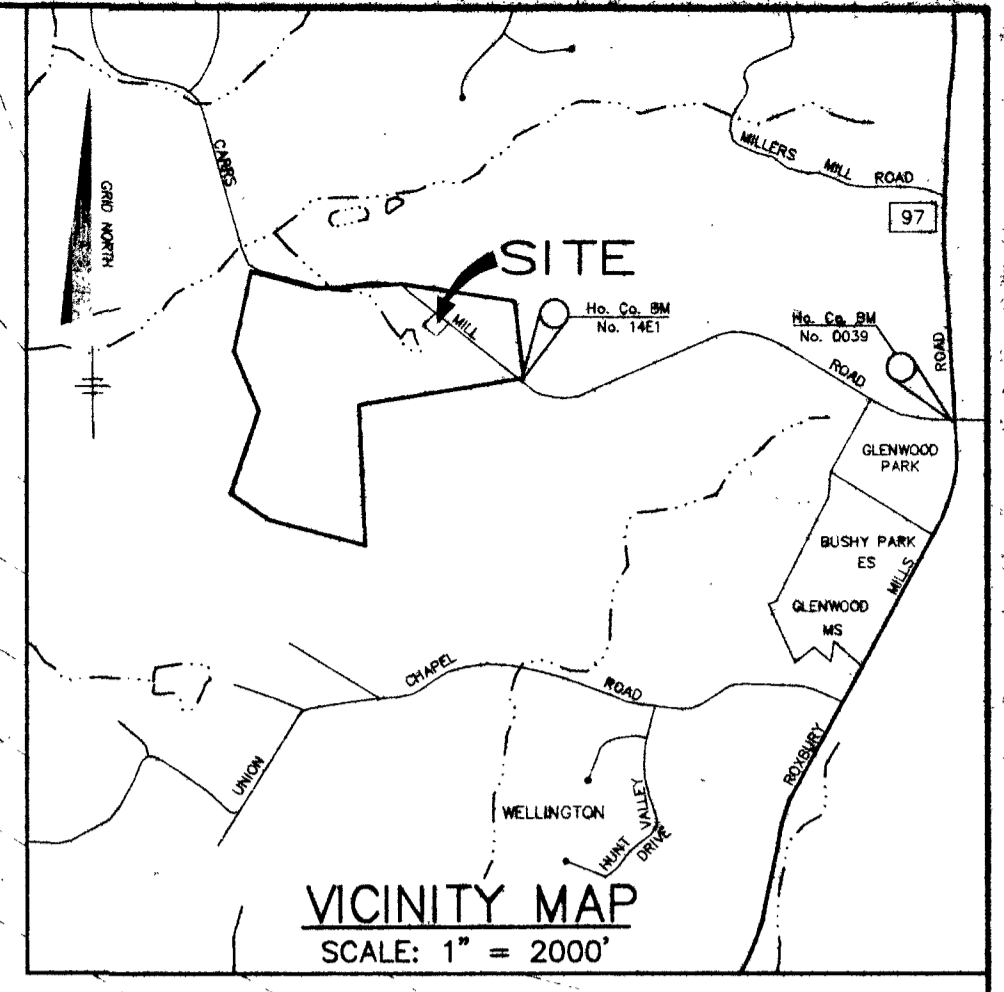 CARRS
GRID NORTH
MILLERS MILL ROAD
97
SITE
MILL
Ho. Co. BM
No. 14E1
Ho. Co. BM
No. 0039
ROAD
ROAD
GLENWOOD
PARK
BUSHY PARK
ES
MILLS
GLENWOOD
MS
CHAPEL
ROAD
UNION
ROXBURY
WELLINGTON
HUNT VALLEY
DRIVE
VICINITY MAP
SCALE: 1" = 2000'